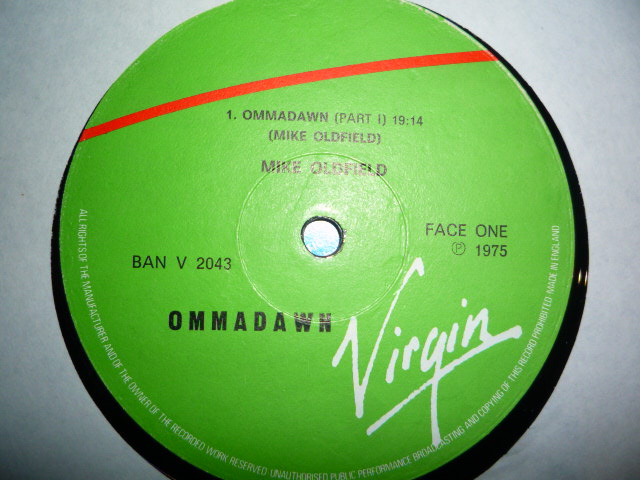 1. OMMADAWN (PART I) 19:14
(MIKE OLDFIELD)
MIKE OLDFIELD
BAN V 2043
FACE ONE
℗ 1975
OMMADAWN
Virgin
ALL RIGHTS OF THE MANUFACTURER AND OF THE OWNER OF THE RECORDED WORK RESERVED UNAUTHORISED PUBLIC PERFORMANCE BROADCASTING AND COPYING OF THIS RECORD PROHIBITED MADE IN ENGLAND